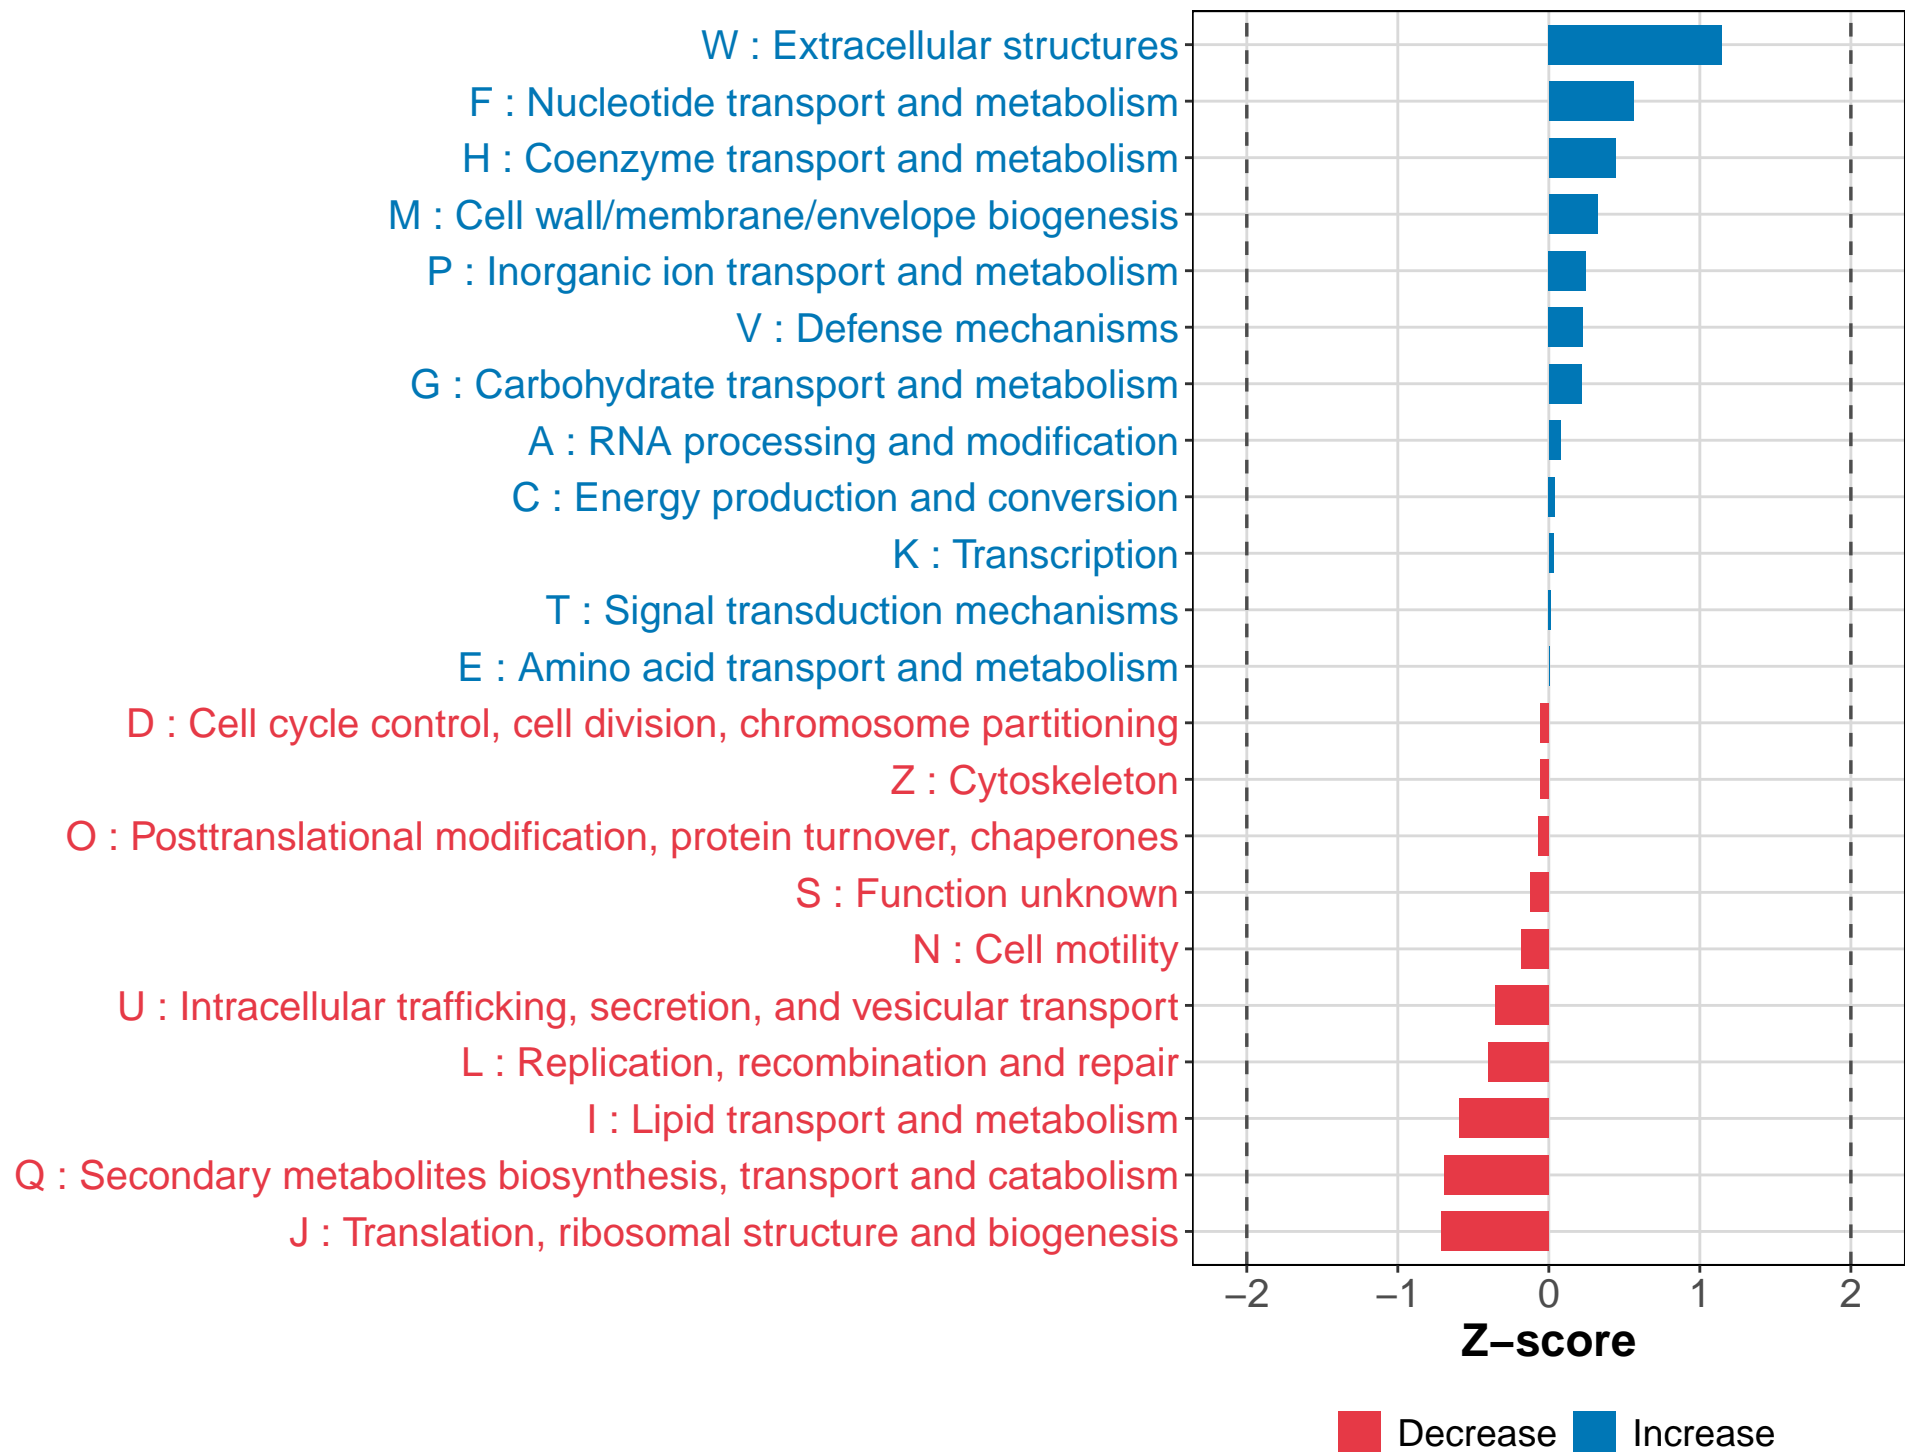 W : Extracellular structures
F : Nucleotide transport and metabolism
H : Coenzyme transport and metabolism
M : Cell wall/membrane/envelope biogenesis
P : Inorganic ion transport and metabolism
V : Defense mechanisms
G : Carbohydrate transport and metabolism
A : RNA processing and modification
C : Energy production and conversion
K : Transcription
T : Signal transduction mechanisms
E : Amino acid transport and metabolism
D : Cell cycle control, cell division, chromosome partitioning
Z : Cytoskeleton
O : Posttranslational modification, protein turnover, chaperones
S : Function unknown
N : Cell motility
U : Intracellular trafficking, secretion, and vesicular transport
L : Replication, recombination and repair
I : Lipid transport and metabolism
Q : Secondary metabolites biosynthesis, transport and catabolism
J : Translation, ribosomal structure and biogenesis
−2 −1 0 1 2
Z−score
Decrease Increase